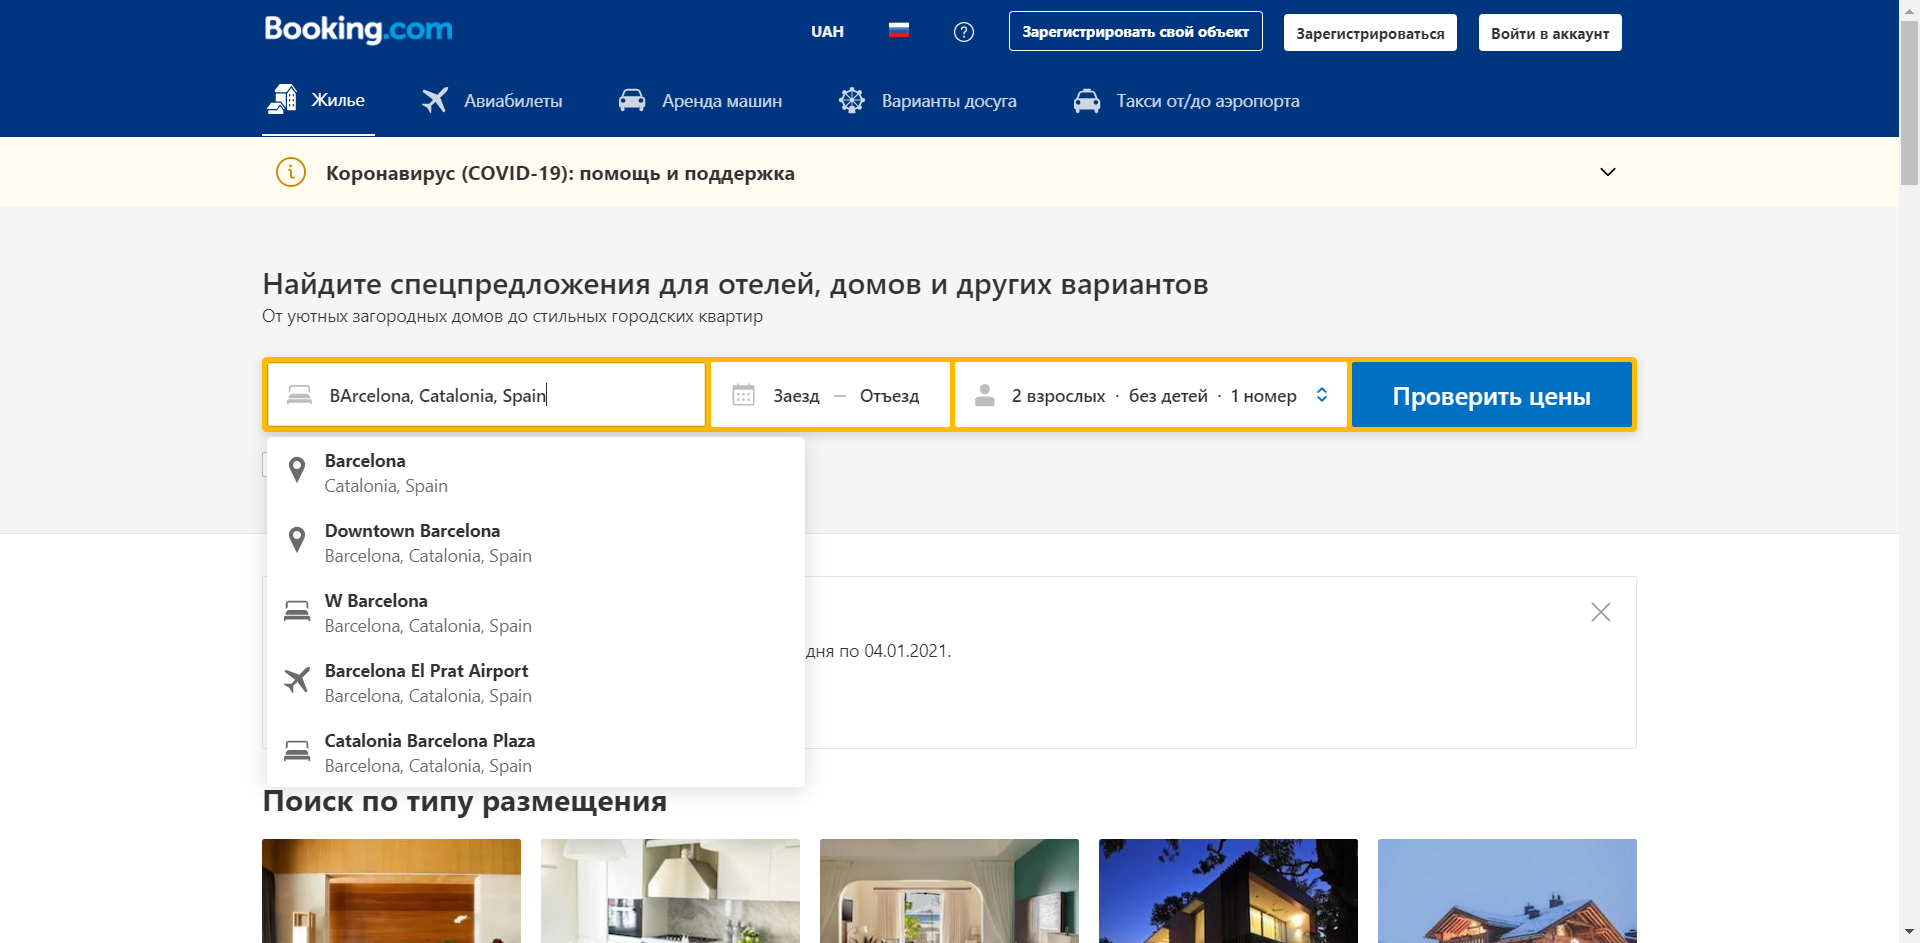 Booking.com
UAH
Зарегистрировать свой объект
Зарегистрироваться
Войти в аккаунт
Жилье
Авиабилеты
Аренда машин
Варианты досуга
Такси от/до аэропорта
Коронавирус (COVID-19): помощь и поддержка
Найдите спецпредложения для отелей, домов и других вариантов
От уютных загородных домов до стильных городских квартир
BArcelona, Catalonia, Spain
Заезд — Отъезд
2 взрослых · без детей · 1 номер
Проверить цены
Barcelona
Catalonia, Spain
Downtown Barcelona
Barcelona, Catalonia, Spain
W Barcelona
Barcelona, Catalonia, Spain
Barcelona El Prat Airport
Barcelona, Catalonia, Spain
Catalonia Barcelona Plaza
Barcelona, Catalonia, Spain
дня по 04.01.2021.
Поиск по типу размещения